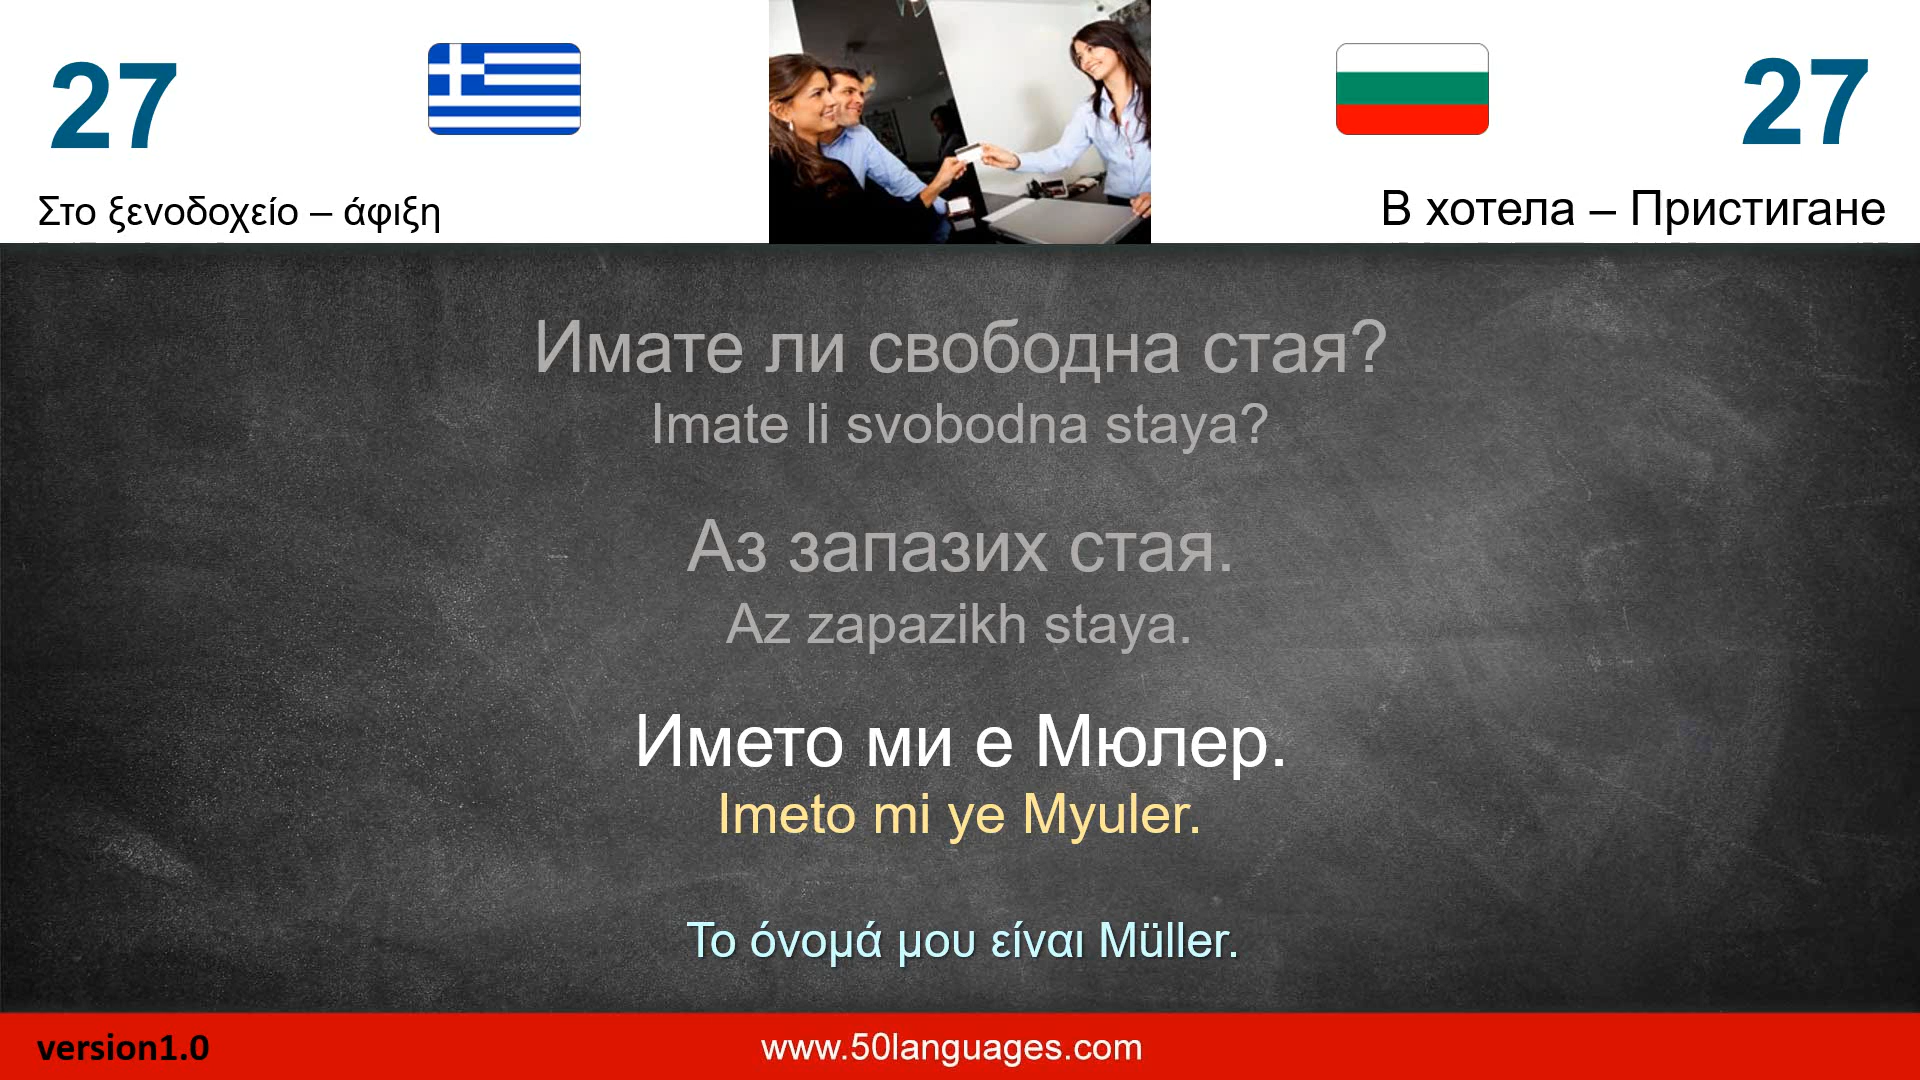 27
27
Στο ξενοδοχείο – άφιξη
В хотела – Пристигане
Имате ли свободна стая?
Imate li svobodna staya?
Аз запазих стая.
Az zapazikh staya.
Името ми е Мюлер.
Imeto mi ye Myuler.
Το όνομά μου είναι Müller.
version1.0
www.50languages.com